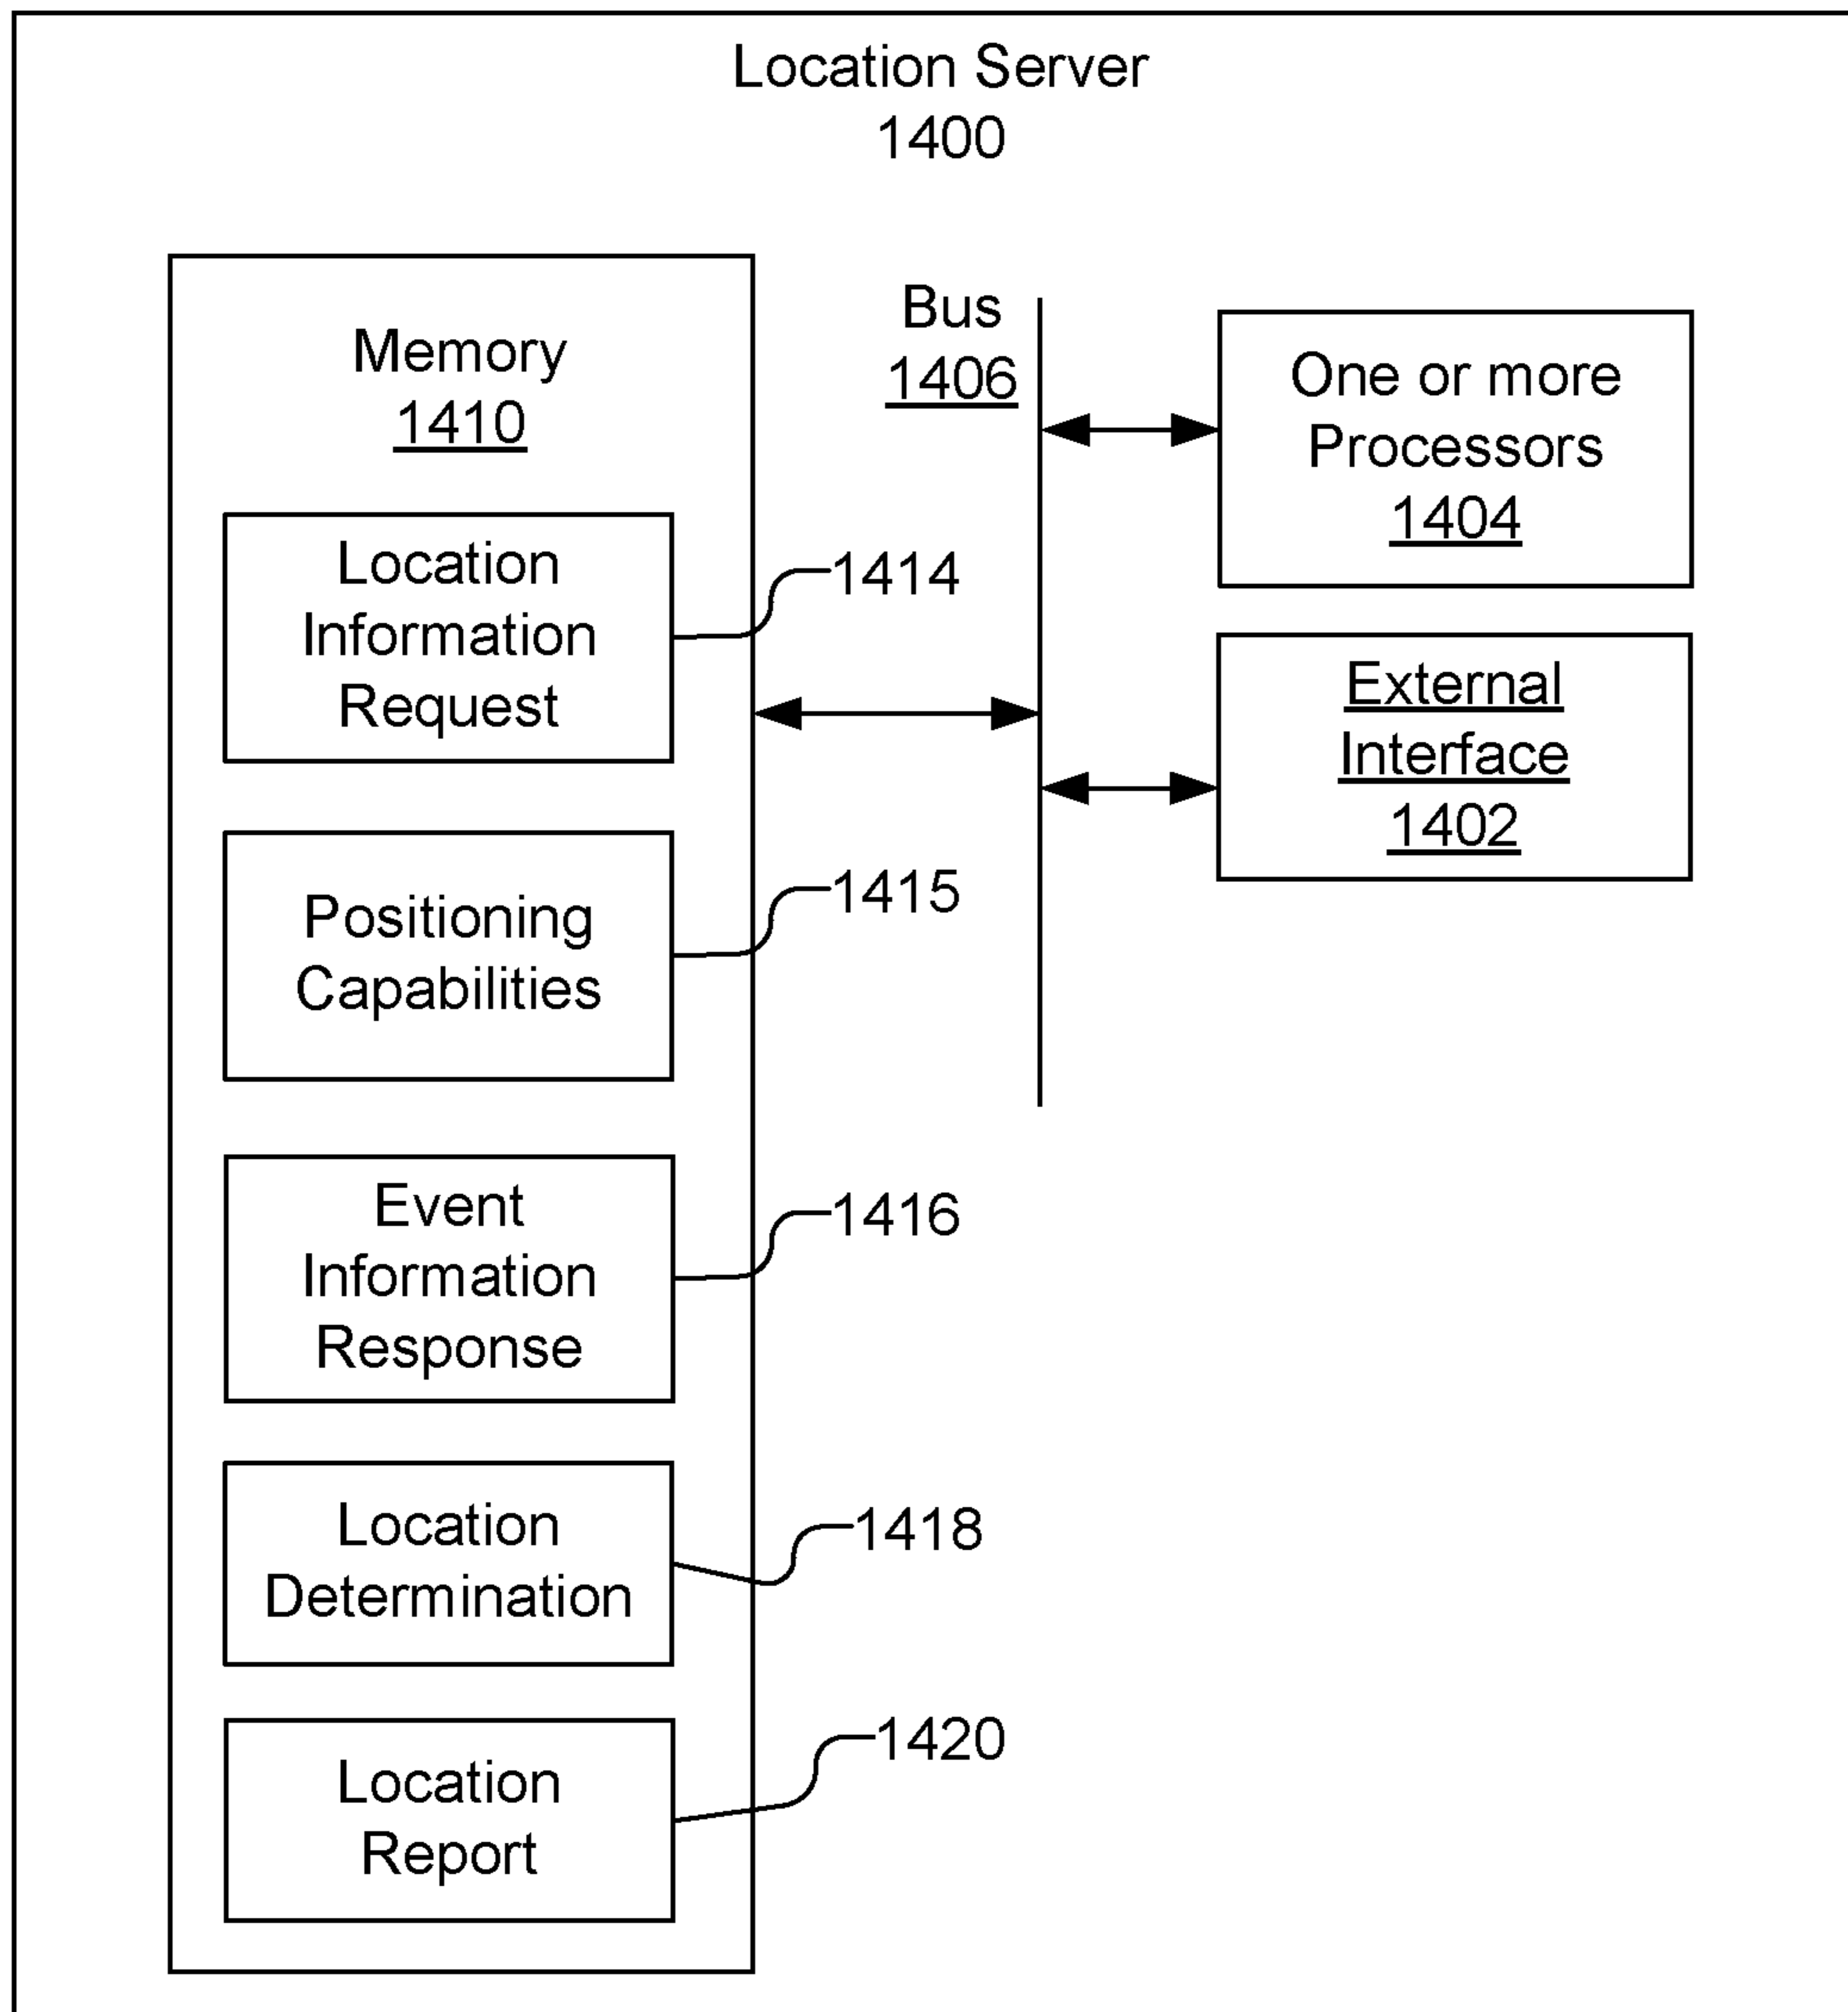 Location Server
1400
Memory
1410
Location
Information
Request
1414
Positioning
Capabilities
1415
Event
Information
Response
1416
Location
Determination
1418
Location
Report
1420
Bus
1406
One or more
Processors
1404
External
Interface
1402